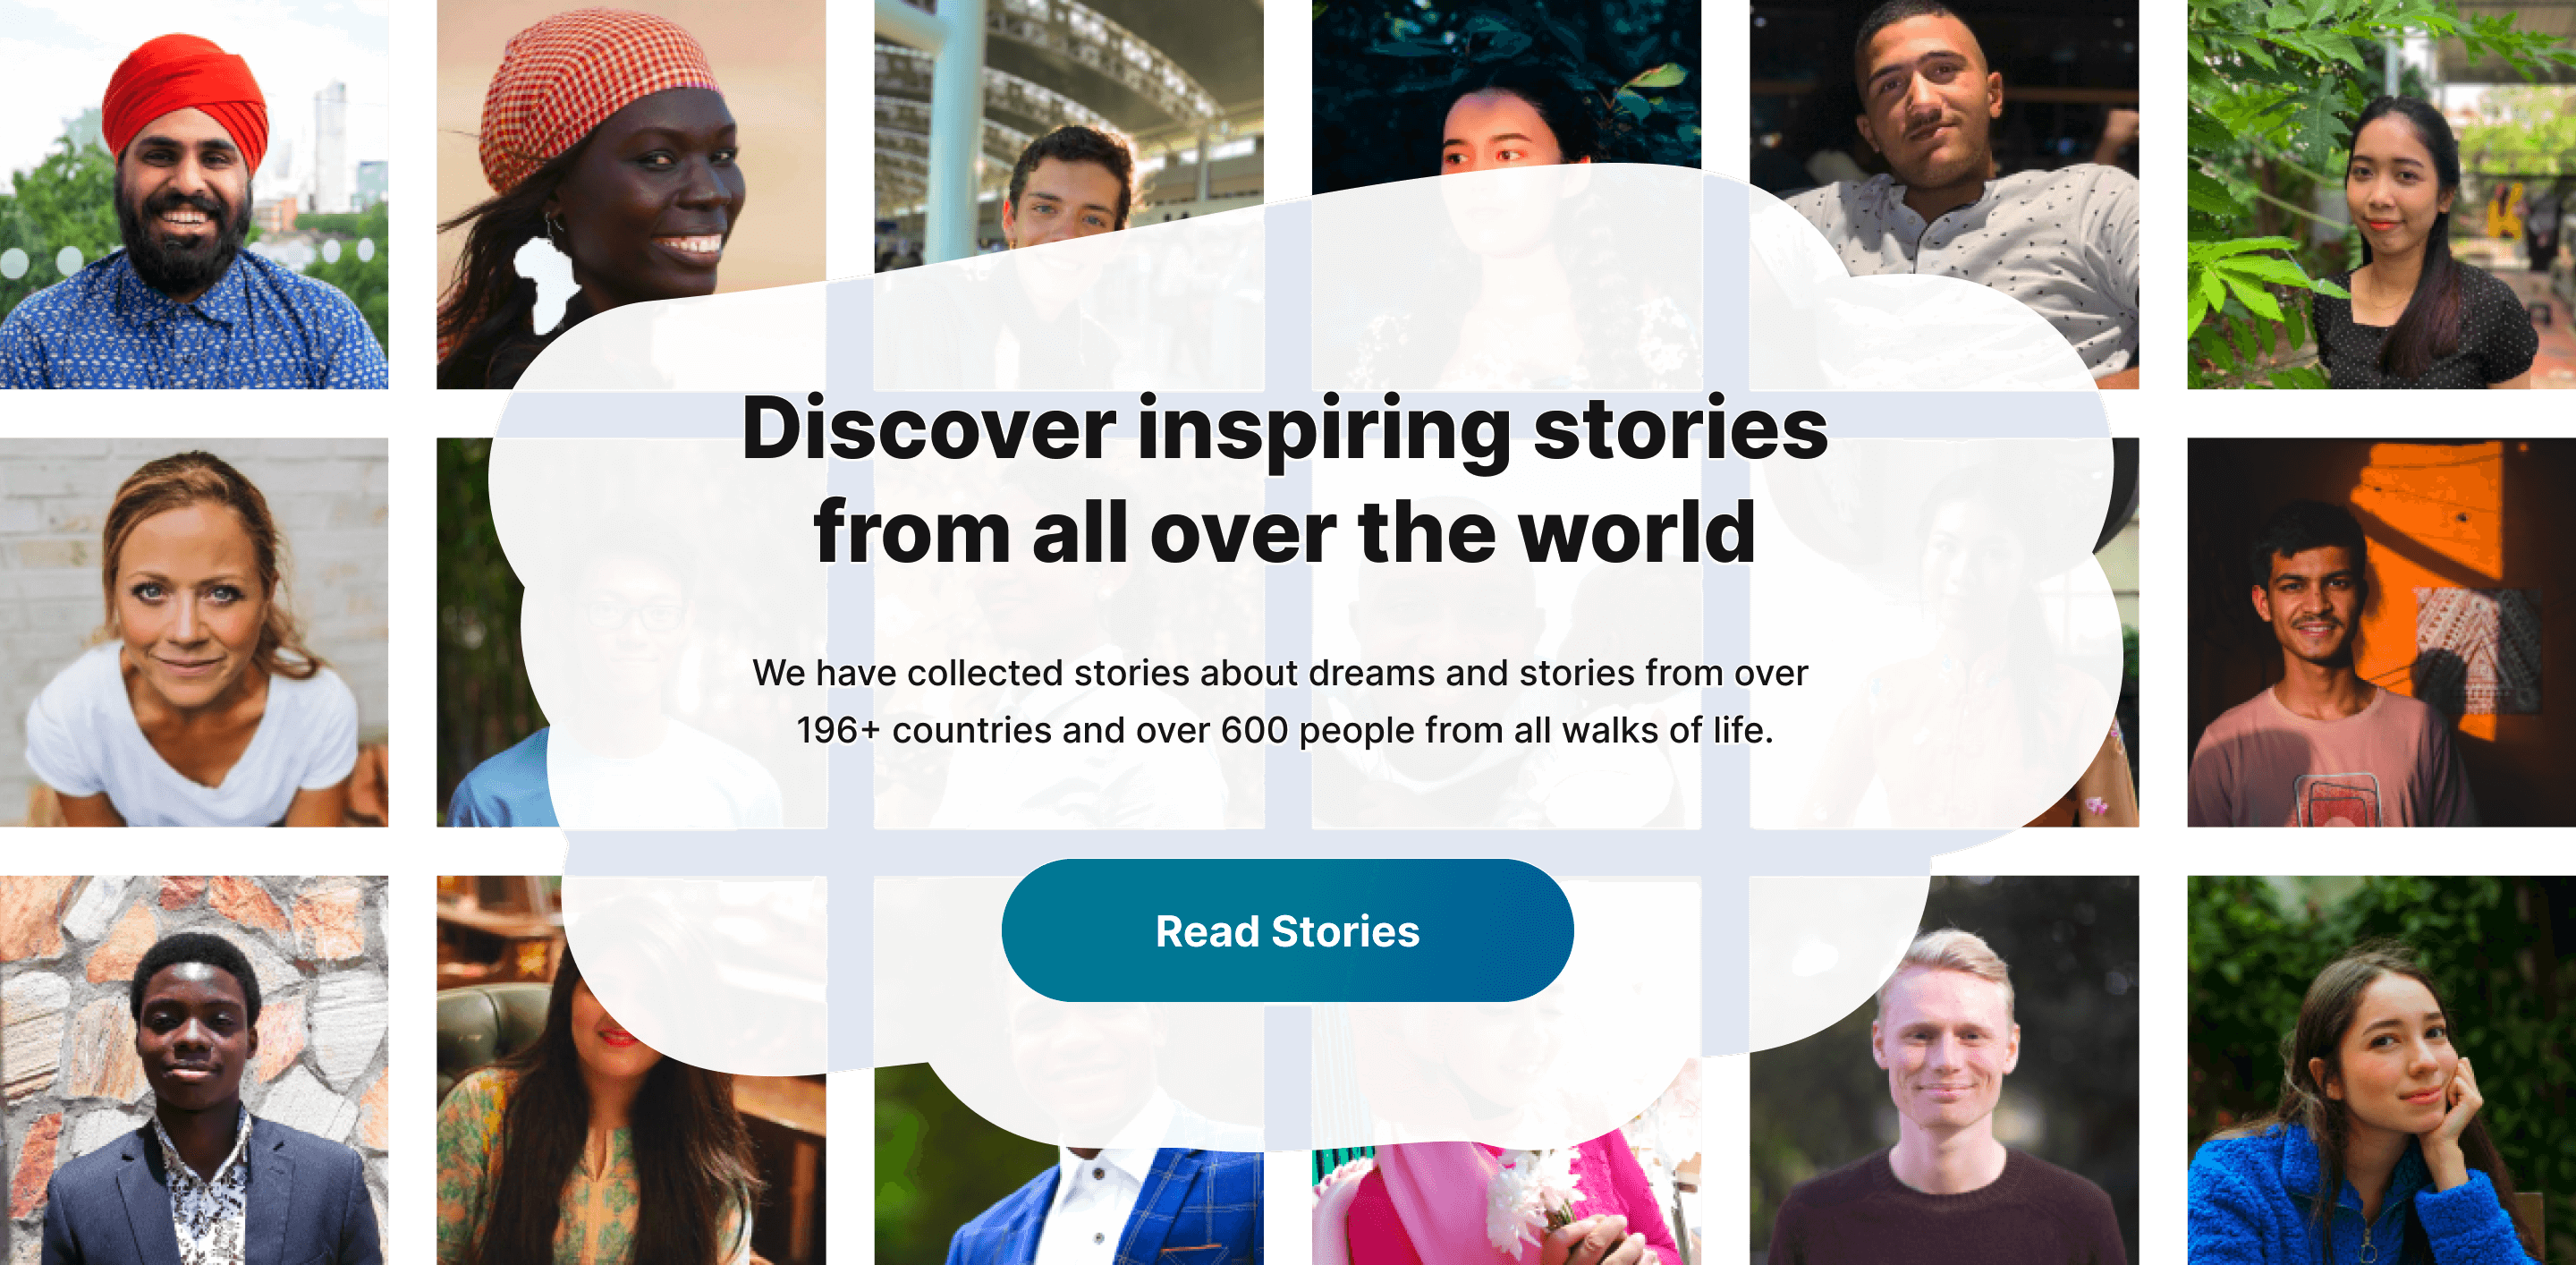 Discover inspiring stories
from all over the world
We have collected stories about dreams and stories from over
196+ countries and over 600 people from all walks of life.
Read Stories